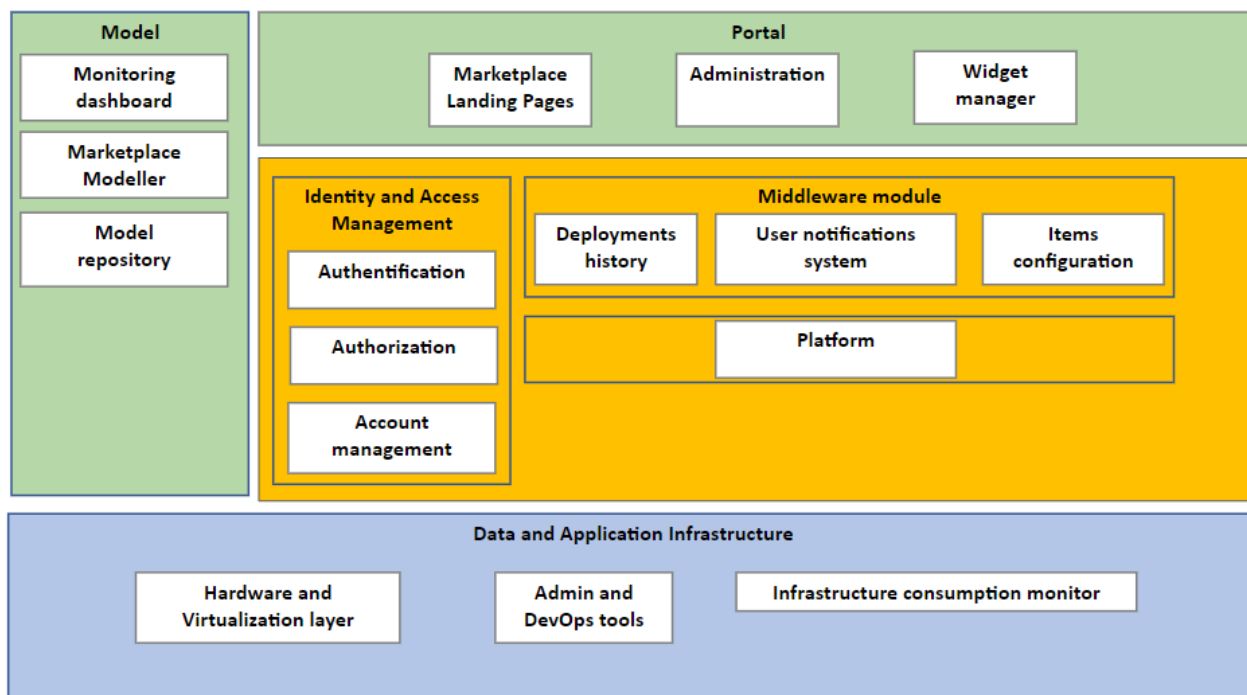 Model
Monitoring
dashboard
Marketplace
Modeller
Model
repository
Portal
Marketplace
Landing Pages
Administration
Widget
manager
Identity and Access
Management
Authentification
Authorization
Account
management
Middleware module
Deployments
history
User notifications
system
Items
configuration
Platform
Data and Application Infrastructure
Hardware and
Virtualization layer
Admin and
DevOps tools
Infrastructure consumption monitor